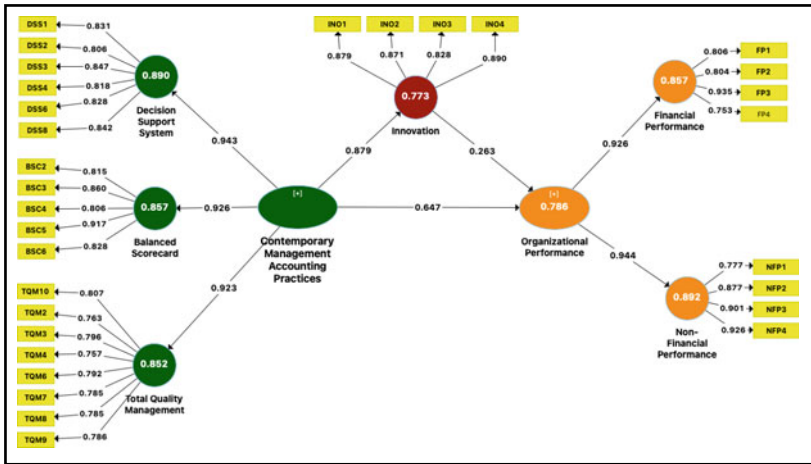 DSS1
DSS2
DSS3
DSS4
DSS6
DSS8
0.831
0.806
0.847
0.818
0.828
0.842
0.890
Decision
Support
System
BSC2
BSC3
BSC4
BSC5
BSC6
0.815
0.860
0.806
0.917
0.828
0.857
Balanced
Scorecard
TQM10
TQM2
TQM3
TQM4
TQM6
TQM7
TQM8
TQM9
0.807
0.763
0.796
0.757
0.792
0.785
0.785
0.786
0.852
Total Quality
Management
0.943
0.926
0.923
[+]
Contemporary
Management
Accounting
Practices
0.879
0.647
INO1
INO2
INO3
INO4
0.879
0.871
0.828
0.890
0.773
Innovation
0.263
[+]
0.786
Organizational
Performance
0.926
0.944
0.857
Financial
Performance
0.806
0.804
0.935
0.753
FP1
FP2
FP3
FP4
0.892
Non-
Financial
Performance
0.777
0.877
0.901
0.926
NFP1
NFP2
NFP3
NFP4